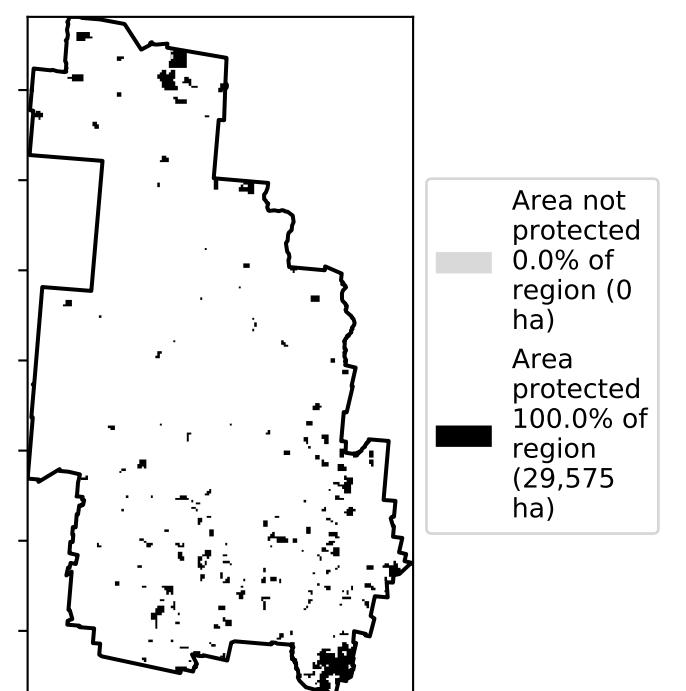 Area not
protected
0.0% of
region (0
ha)
Area
protected
100.0% of
region
(29,575
ha)